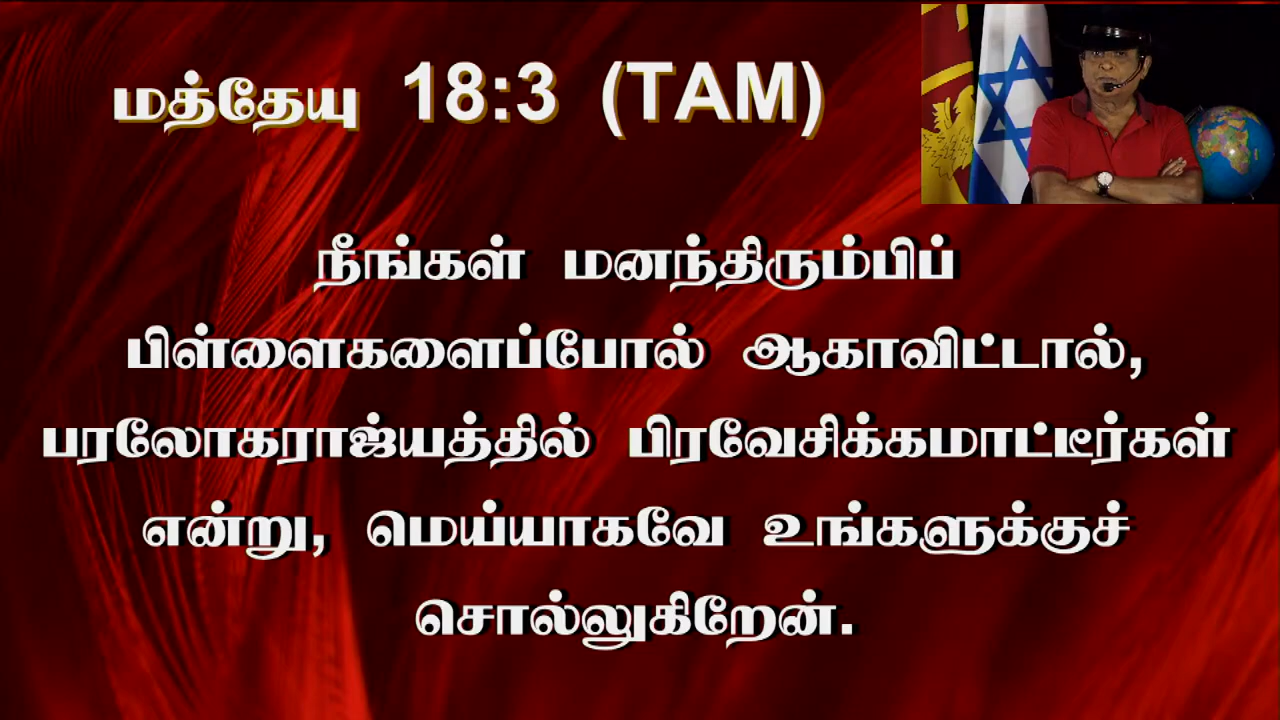 மத்தேயு 18:3 (TAM)
நீங்கள் மனந்திரும்பிப்
பிள்ளைகளைப்போல் ஆகாவிட்டால்,
பரலோகராஜ்யத்தில் பிரவேசிக்கமாட்டீர்கள்
என்று, மெய்யாகவே உங்களுக்குச்
சொல்லுகிறேன்.